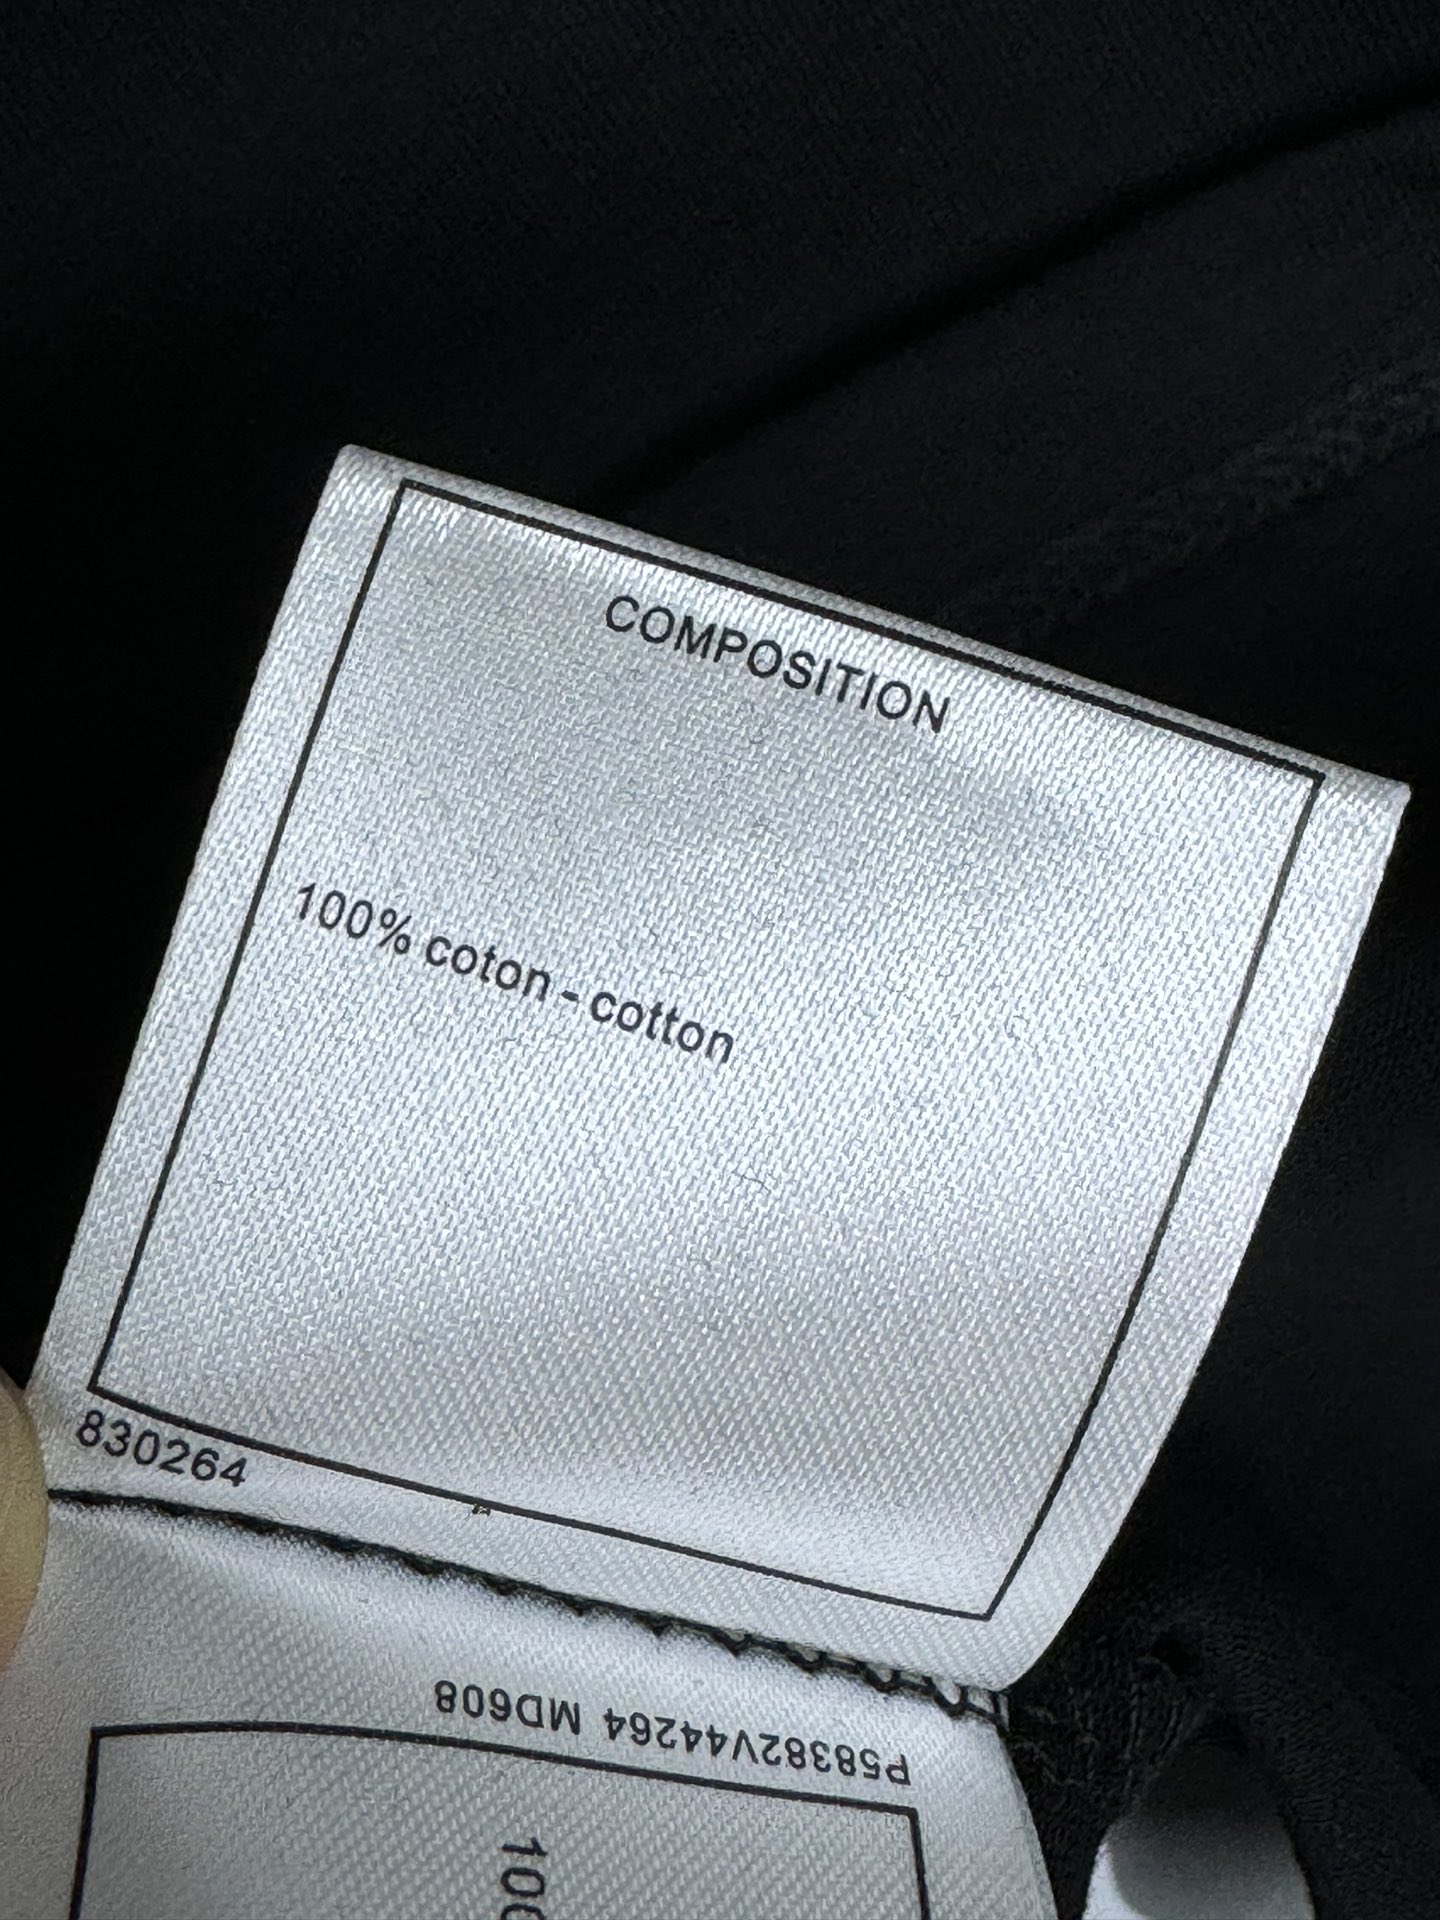 COMPOSITION
100% coton - cotton
830264
P58382V44264 MD608
100